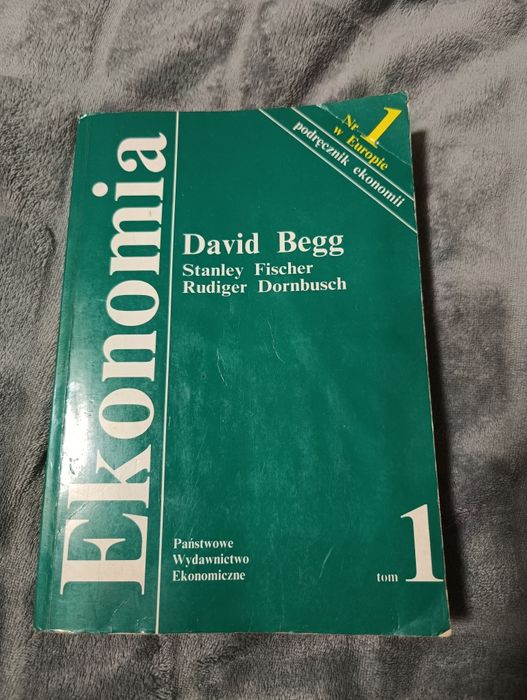 Ekonomia
Nr 1
w Europie
podręcznik ekonomii
David Begg
Stanley Fischer
Rudiger Dornbusch
Państwowe
Wydawnictwo
Ekonomiczne
tom 1